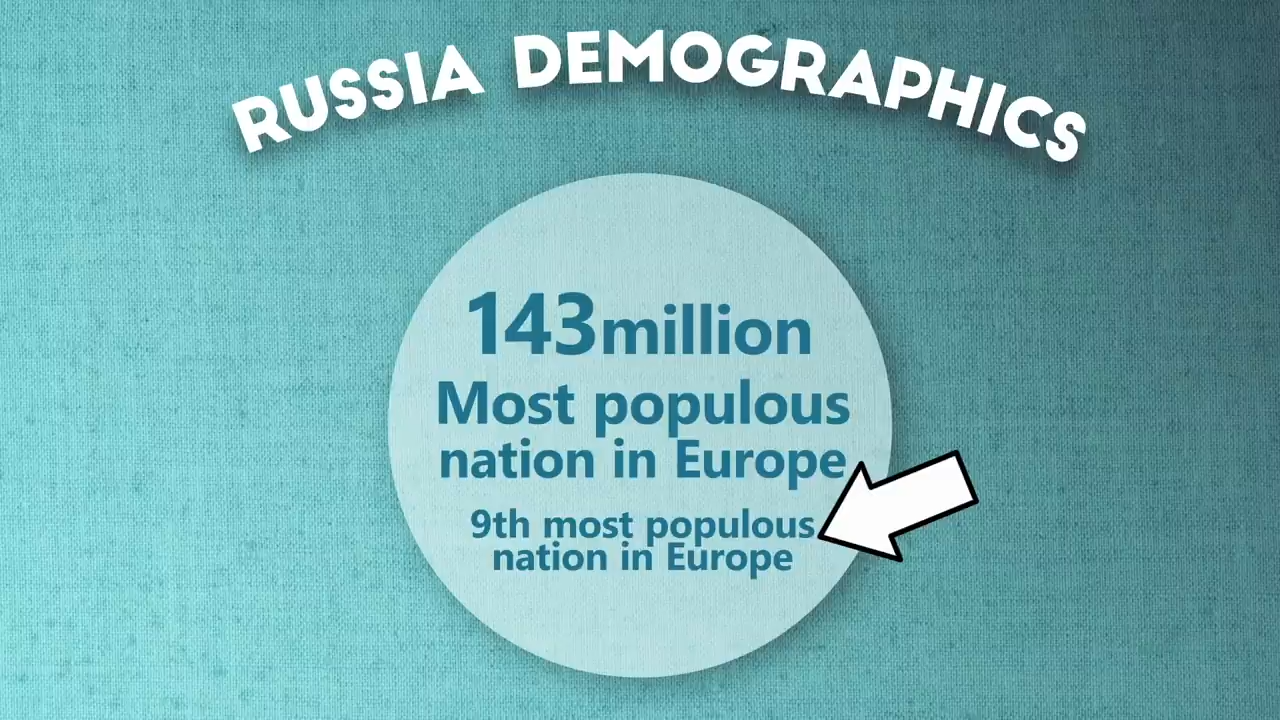 RUSSIA DEMOGRAPHICS
143million
Most populous
nation in Europe
9th most populous
nation in Europe